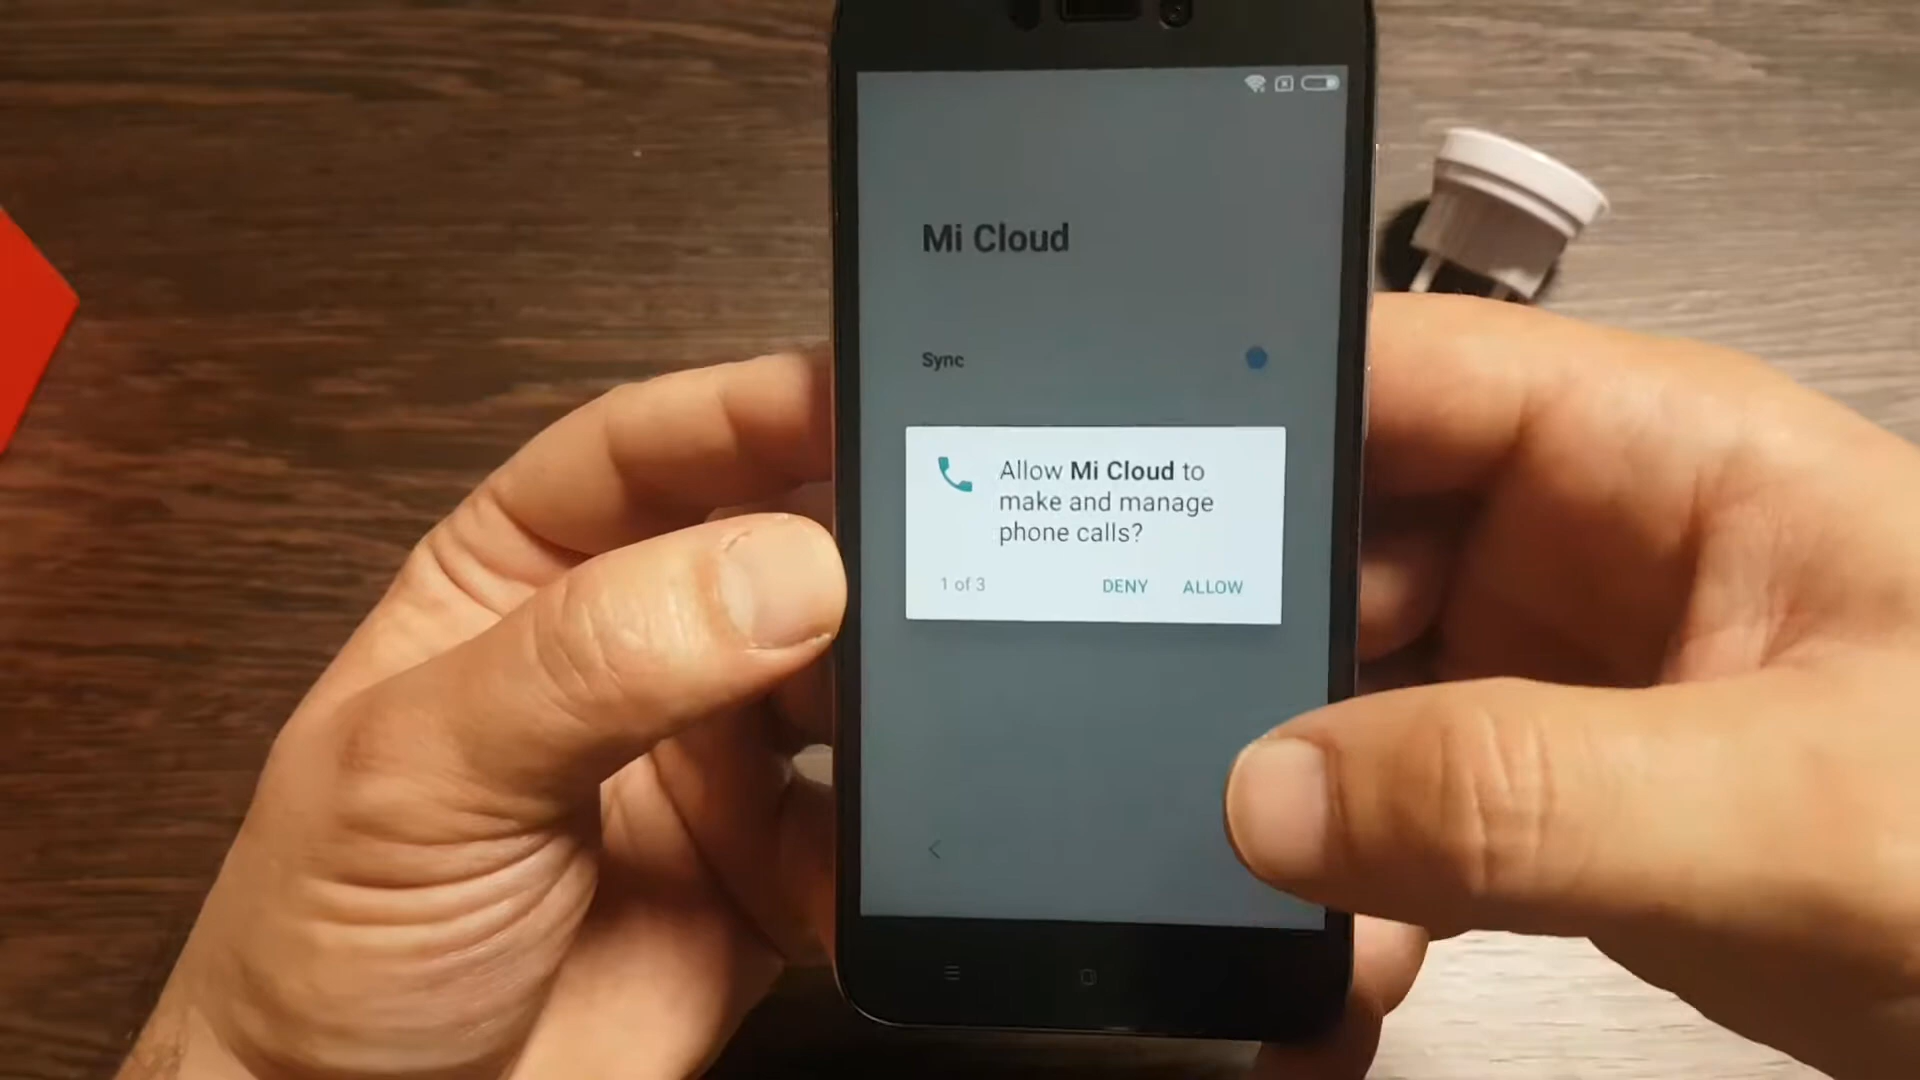 Mi Cloud
Sync
Allow Mi Cloud to
make and manage
phone calls?
1 of 3
DENY
ALLOW